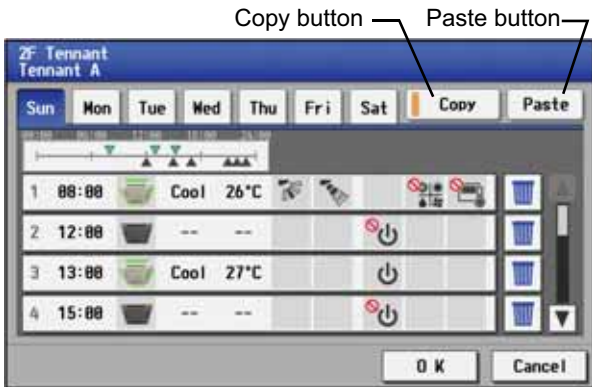 Copy button Paste button
2F Tennant
Tennant A
Sun Mon Tue Wed Thu Fri Sat Copy Paste
1 08:00 Cool 26°C
2 12:00 -- --
3 13:00 Cool 27°C
4 15:00 -- --
OK Cancel